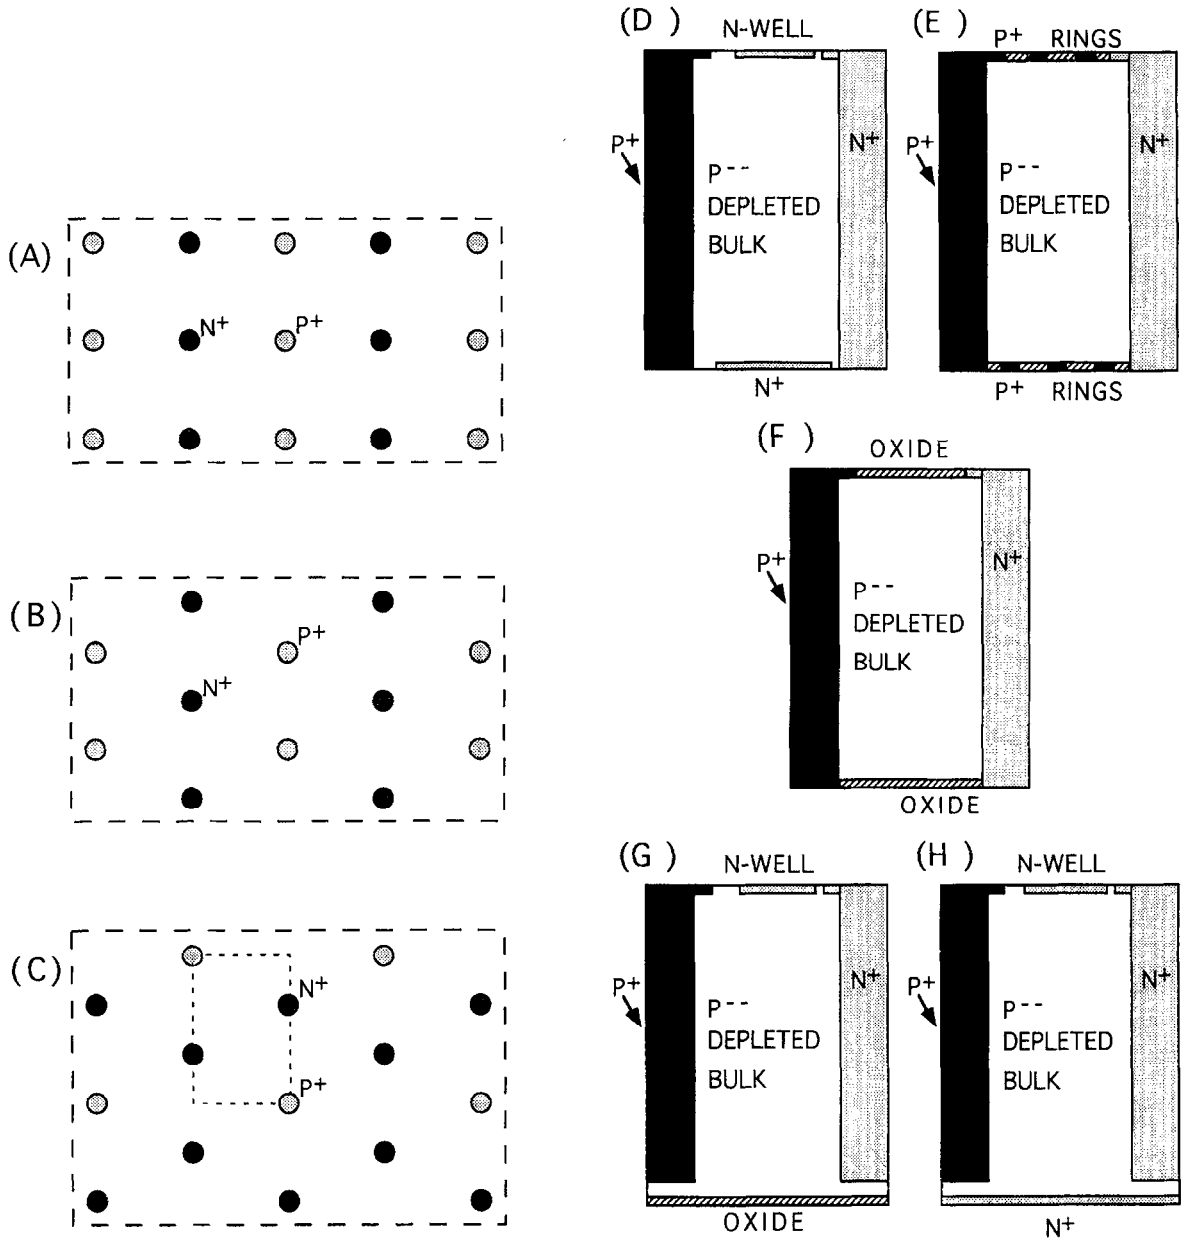 (A)
N+
P+
(B)
P+
N+
(C)
N+
P+
(D)
N-WELL
P+
P--
DEPLETED
BULK
N+
N+
(E)
P+ RINGS
P+
P--
DEPLETED
BULK
N+
P+ RINGS
(F)
OXIDE
P+
P--
DEPLETED
BULK
N+
OXIDE
(G)
N-WELL
P+
P--
DEPLETED
BULK
N+
OXIDE
(H)
N-WELL
P+
P--
DEPLETED
BULK
N+
N+